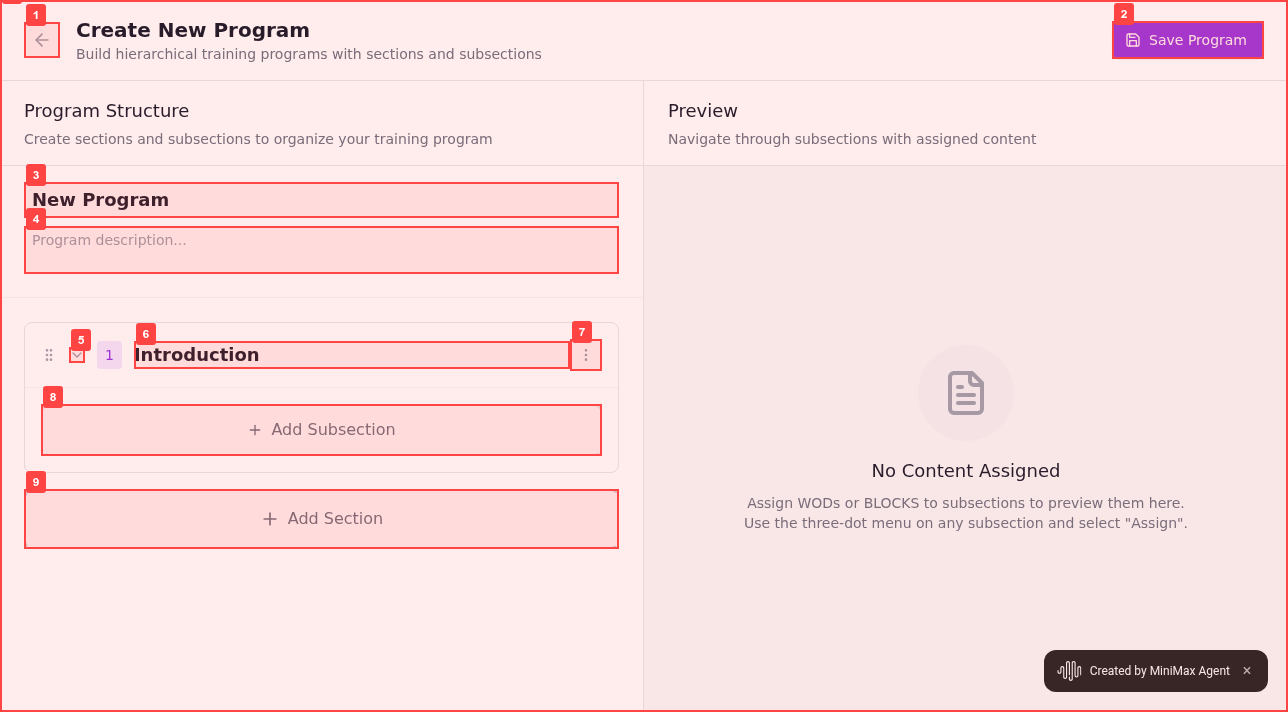 1
Create New Program
Build hierarchical training programs with sections and subsections
2
Save Program
Program Structure
Create sections and subsections to organize your training program
Preview
Navigate through subsections with assigned content
3
New Program
4
Program description...
5
6
7
1
Introduction
8
Add Subsection
9
Add Section
No Content Assigned
Assign WODs or BLOCKS to subsections to preview them here.
Use the three-dot menu on any subsection and select "Assign".
Created by MiniMax Agent